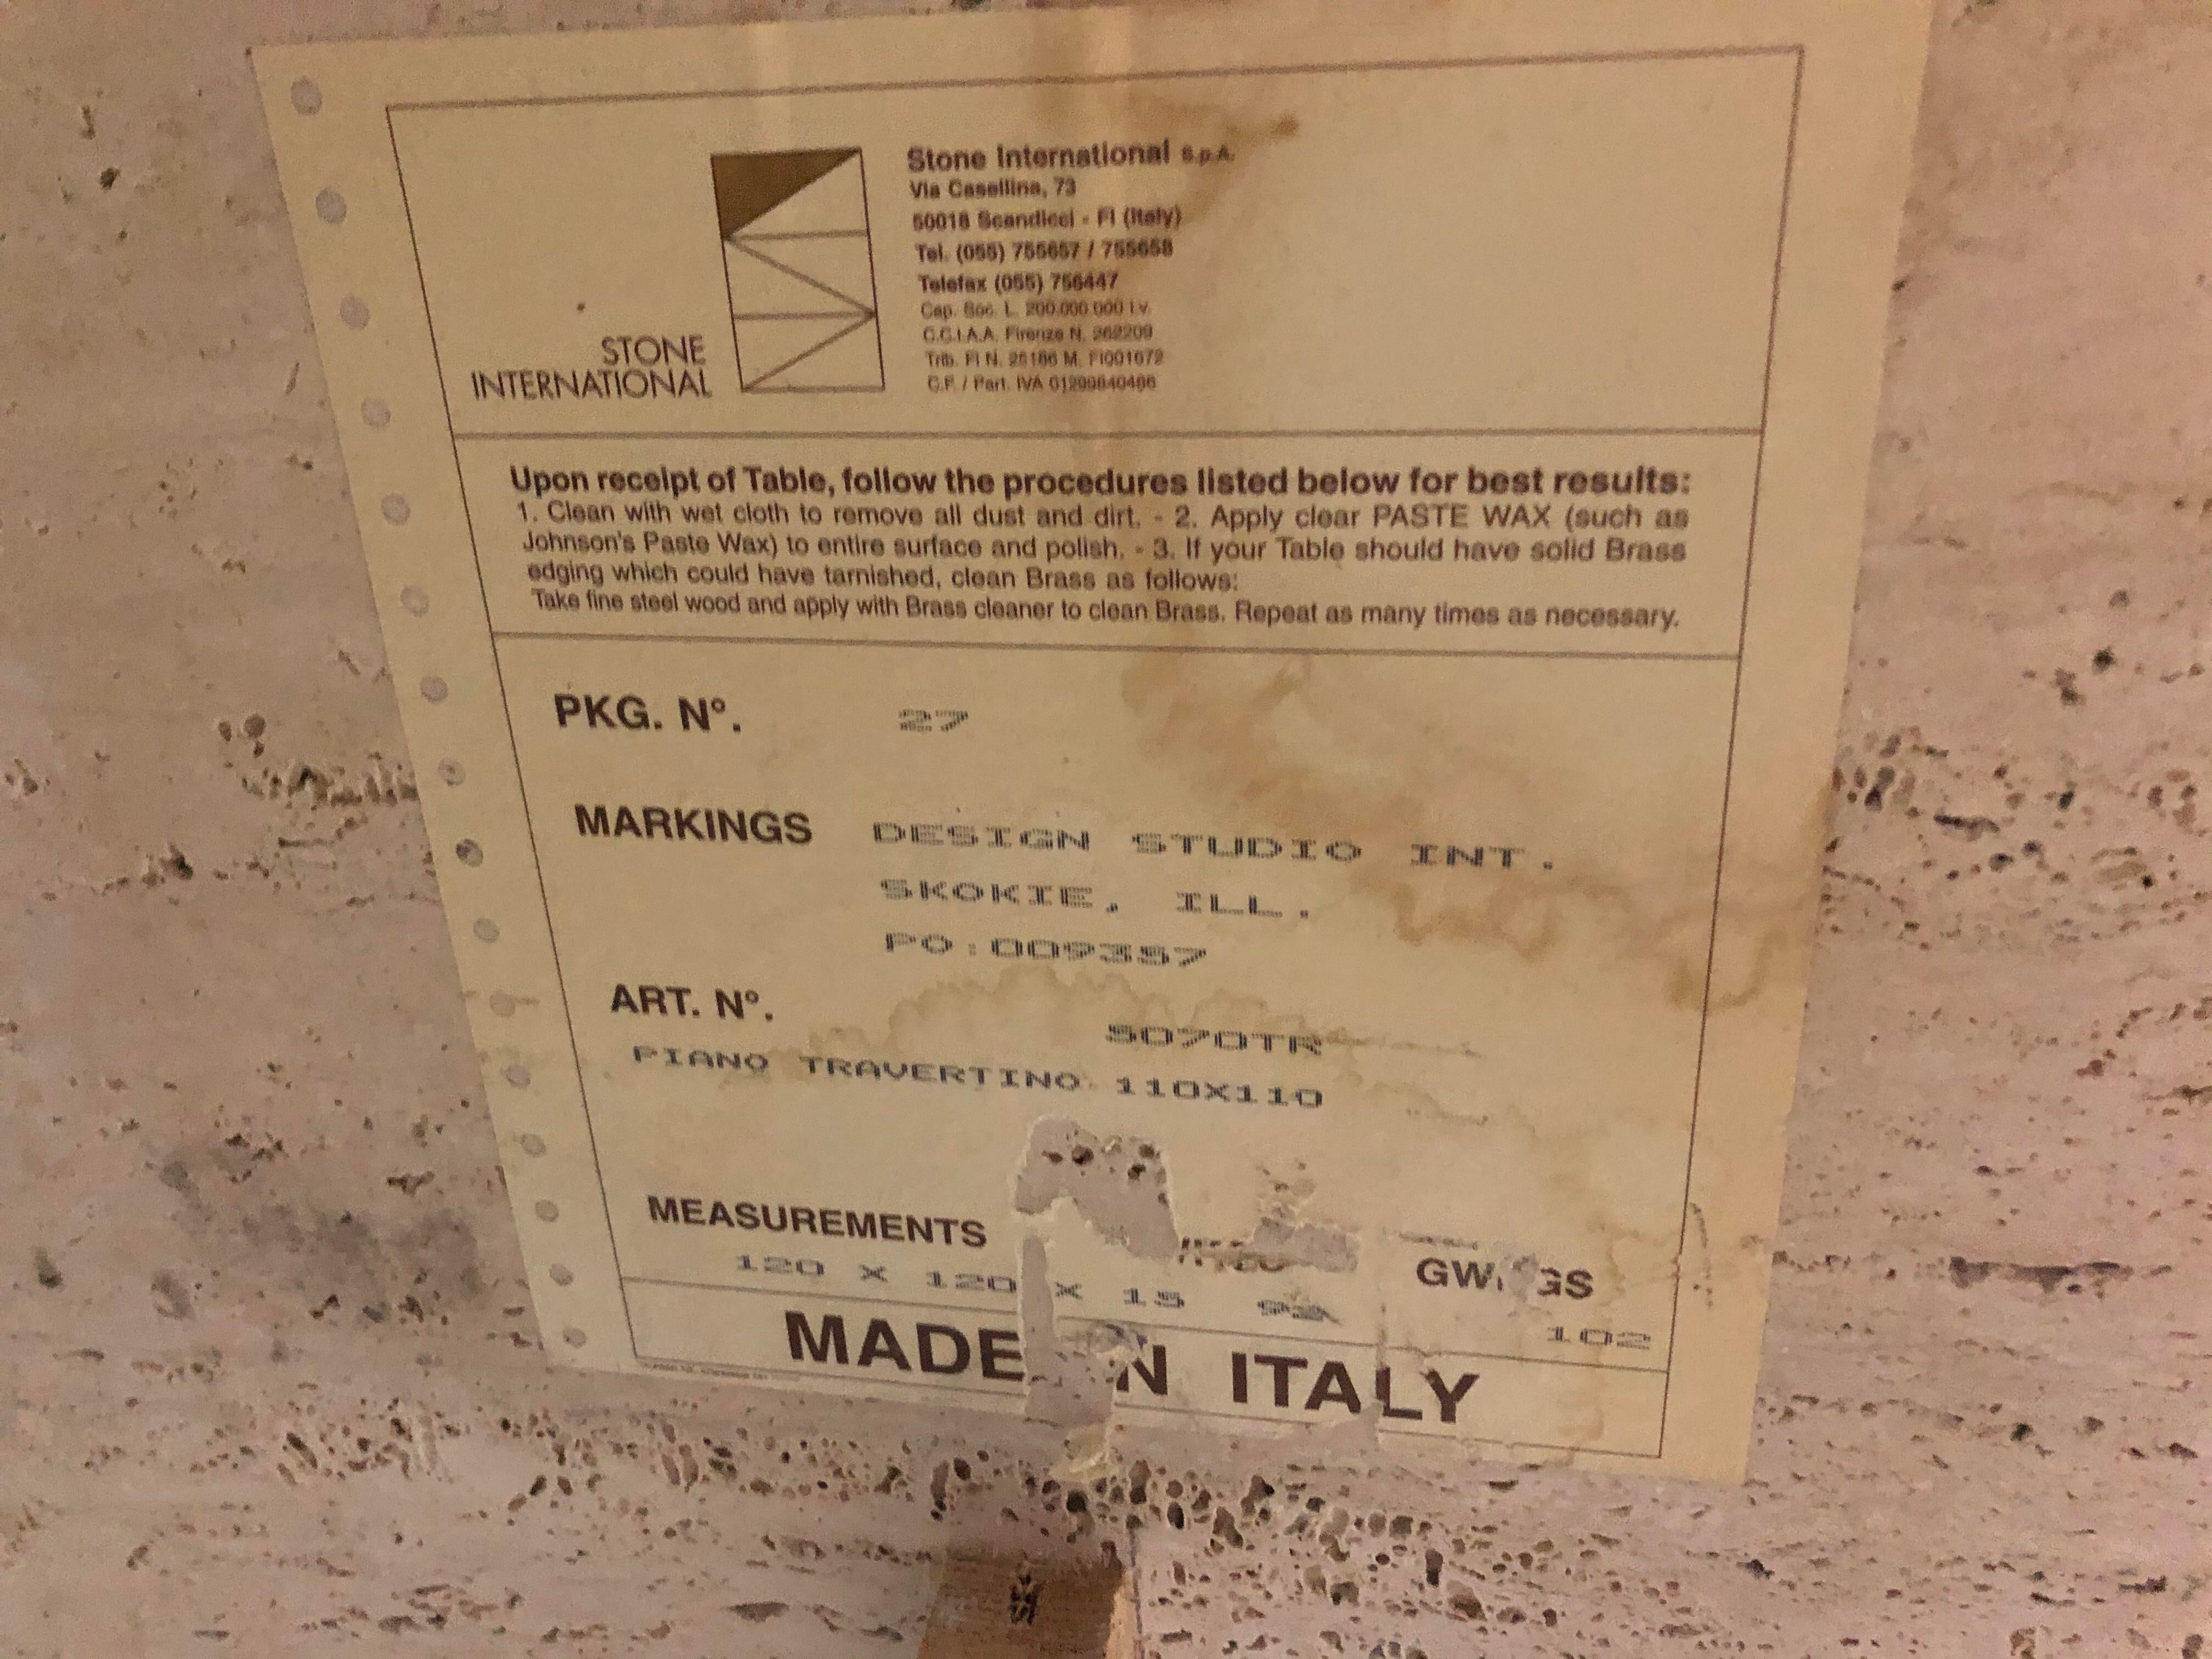 Stone International S.p.A.
Via Casellina, 73
50018 Scandicci - FI (Italy)
Tel. (055) 755657 / 755658
Telefax (055) 756447
Cap. Soc. L. 200.000.000 i.v.
C.C.I.A.A. Firenze N. 262209
Trib. FI N. 25186 M. FI001672
C.F. / Part. IVA
STONE
INTERNATIONAL
Upon receipt of Table, follow the procedures listed below for best results:
1. Clean with wet cloth to remove all dust and dirt. - 2. Apply clear PASTE WAX (such as
Johnson's Paste Wax) to entire surface and polish. - 3. If your Table should have solid Brass
edging which could have tarnished, clean Brass as follows:
Take fine steel wood and apply with Brass cleaner to clean Brass. Repeat as many times as necessary.
PKG. N°. 27
MARKINGS DESIGN STUDIO INT.
SKOKIE, ILL.
PO:009357
ART. N°.
5070TR
PIANO TRAVERTINO 110X110
MEASUREMENTS
120 X 120 X 15
102
MADE IN ITALY